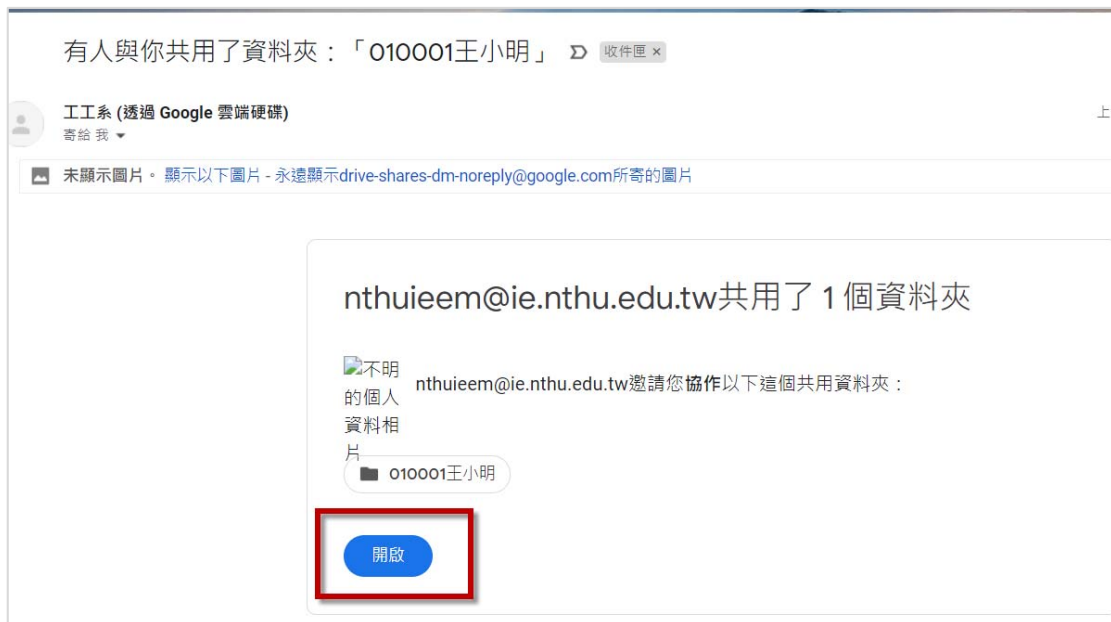 有人與你共用了資料夾：「010001王小明」 收件匣 ×
工工系 (透過 Google 雲端硬碟)
上
寄給 我
未顯示圖片。 顯示以下圖片 - 永遠顯示drive-shares-dm-noreply@google.com所寄的圖片
nthuieem@ie.nthu.edu.tw共用了 1 個資料夾
不明
的個人
資料相
片
nthuieem@ie.nthu.edu.tw邀請您協作以下這個共用資料夾：
010001王小明
開啟